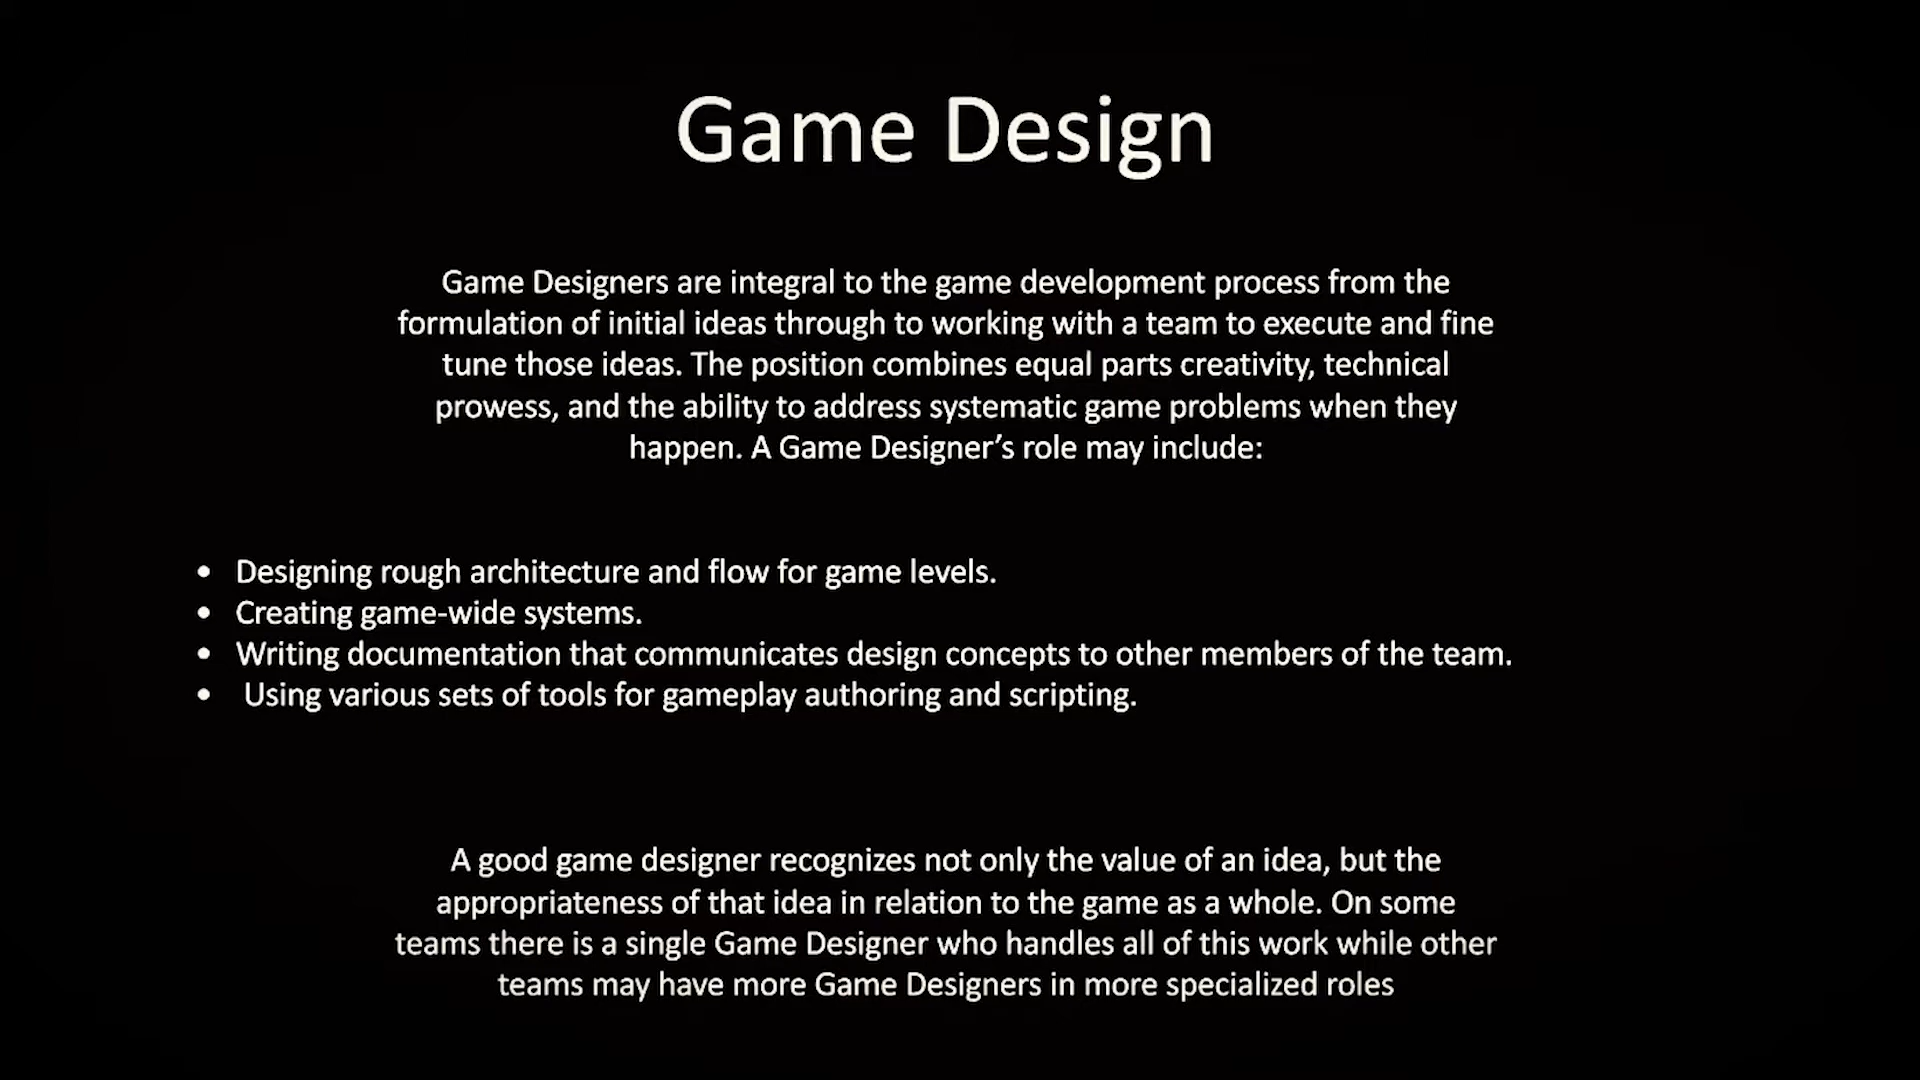 Game Design
Game Designers are integral to the game development process from the
formulation of initial ideas through to working with a team to execute and fine
tune those ideas. The position combines equal parts creativity, technical
prowess, and the ability to address systematic game problems when they
happen. A Game Designer’s role may include:
• Designing rough architecture and flow for game levels.
• Creating game-wide systems.
• Writing documentation that communicates design concepts to other members of the team.
• Using various sets of tools for gameplay authoring and scripting.
A good game designer recognizes not only the value of an idea, but the
appropriateness of that idea in relation to the game as a whole. On some
teams there is a single Game Designer who handles all of this work while other
teams may have more Game Designers in more specialized roles